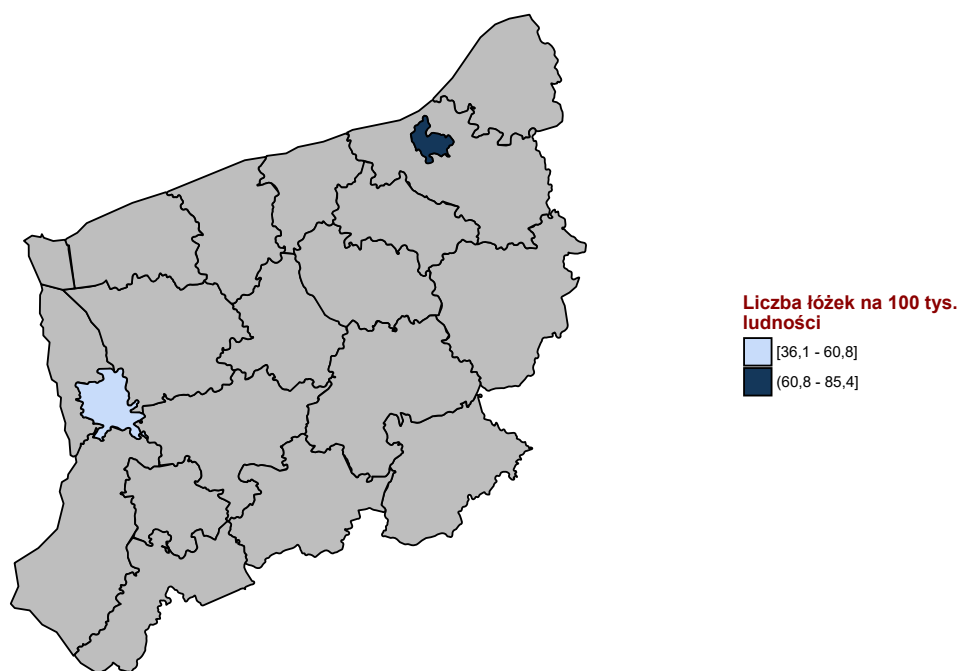 Liczba łóżek na 100 tys.
ludności
[36,1 - 60,8]
(60,8 - 85,4]